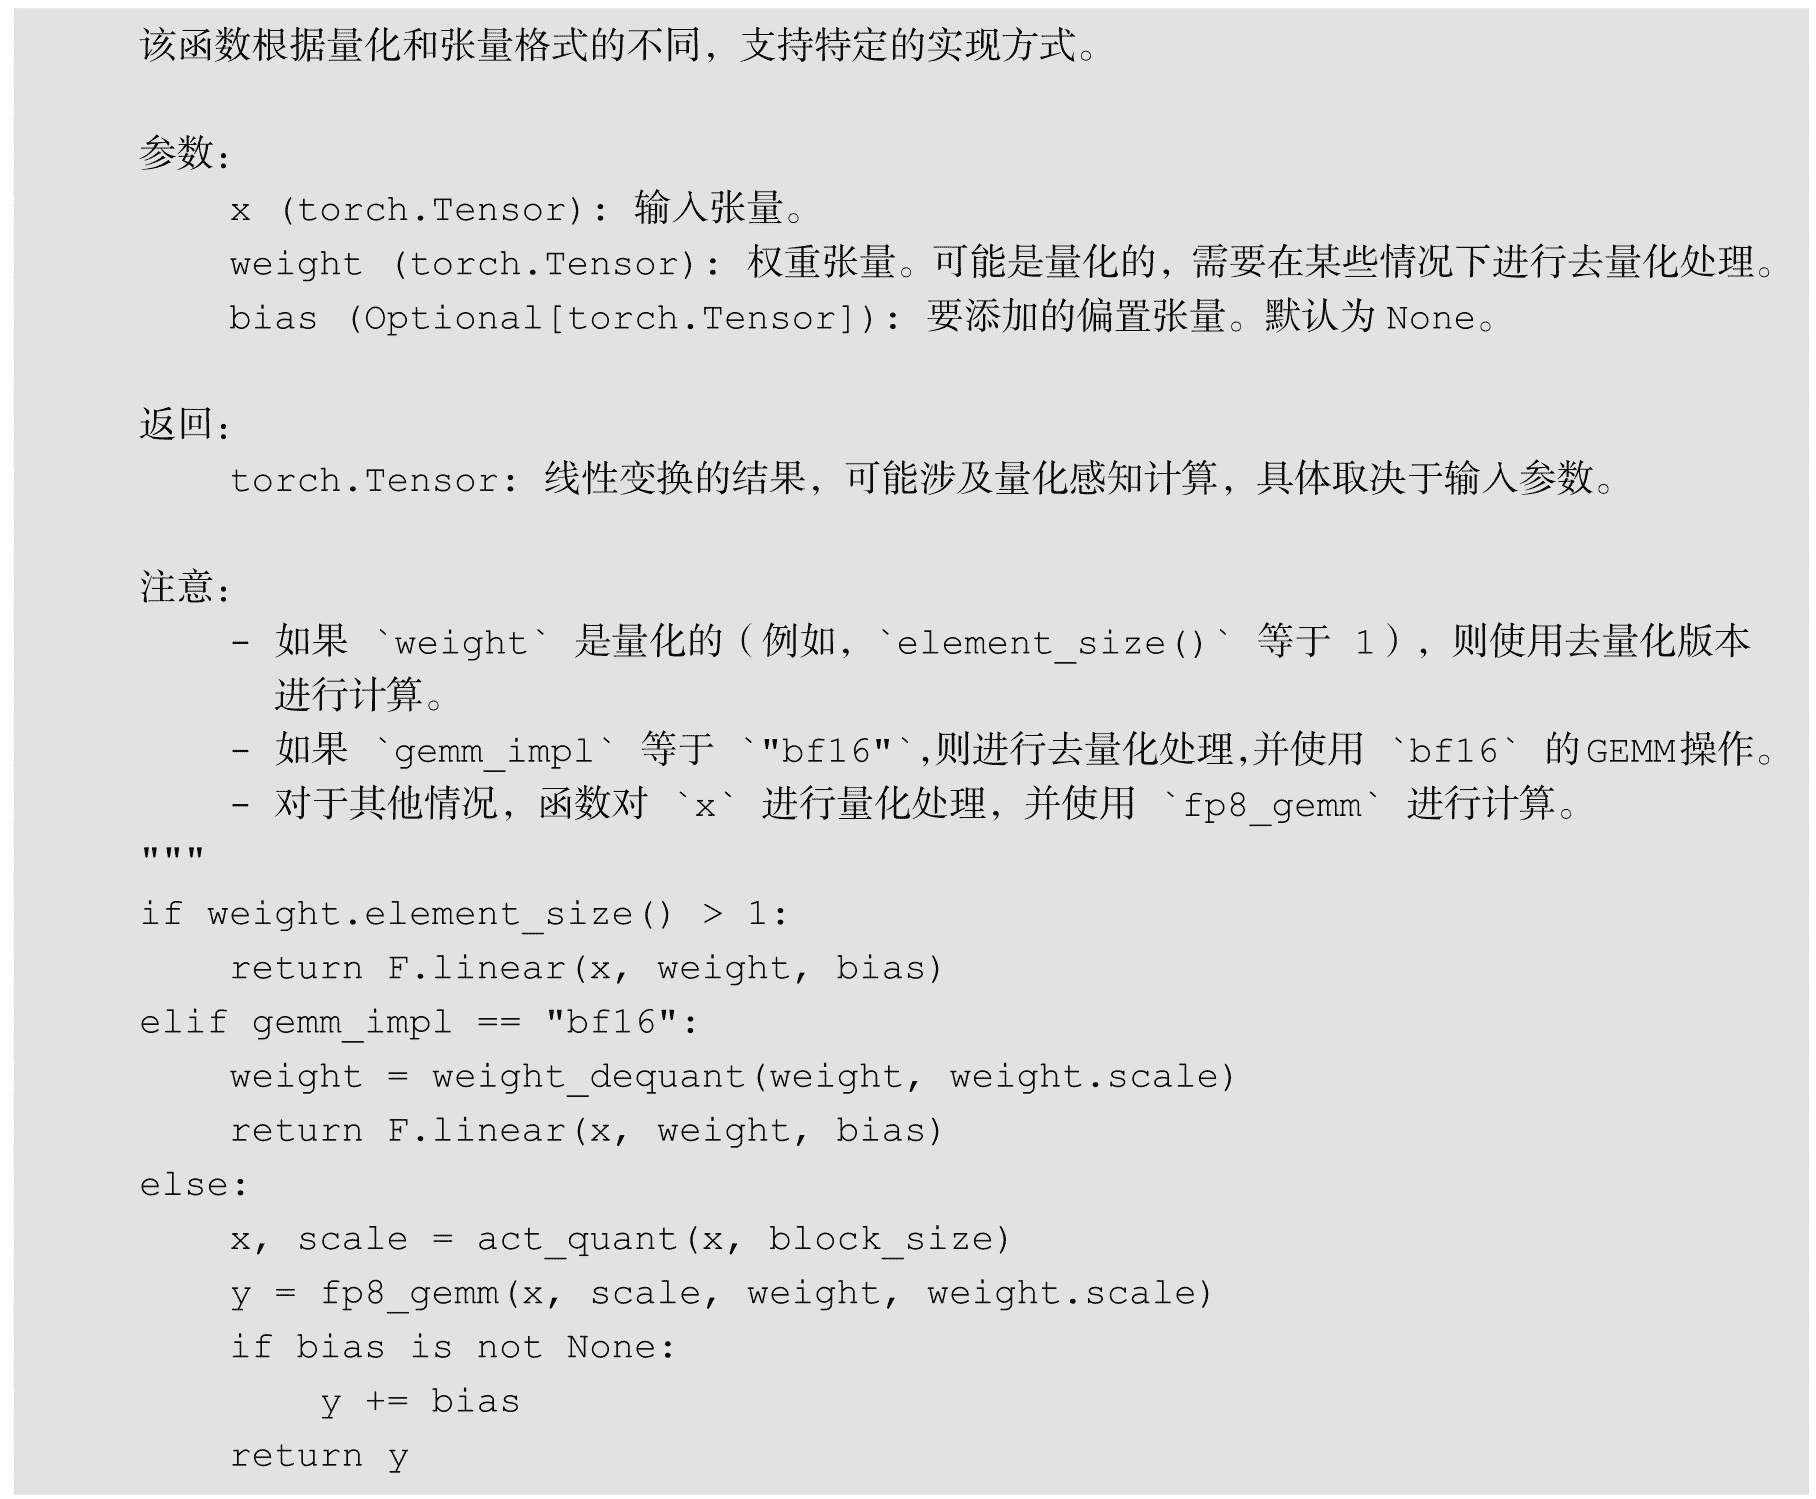 该函数根据量化和张量格式的不同，支持特定的实现方式。
参数：
x (torch.Tensor): 输入张量。
weight (torch.Tensor): 权重张量。可能是量化的，需要在某些情况下进行去量化处理。
bias (Optional[torch.Tensor]): 要添加的偏置张量。默认为 None。
返回：
torch.Tensor: 线性变换的结果，可能涉及量化感知计算，具体取决于输入参数。
注意：
- 如果 `weight` 是量化的（例如，`element_size()` 等于 1），则使用去量化版本
进行计算。
- 如果 `gemm_impl` 等于 `"bf16"`,则进行去量化处理,并使用 `bf16` 的GEMM操作。
- 对于其他情况，函数对 `x` 进行量化处理，并使用 `fp8_gemm` 进行计算。
"""
if weight.element_size() > 1:
    return F.linear(x, weight, bias)
elif gemm_impl == "bf16":
    weight = weight_dequant(weight, weight.scale)
    return F.linear(x, weight, bias)
else:
    x, scale = act_quant(x, block_size)
    y = fp8_gemm(x, scale, weight, weight.scale)
    if bias is not None:
        y += bias
    return y